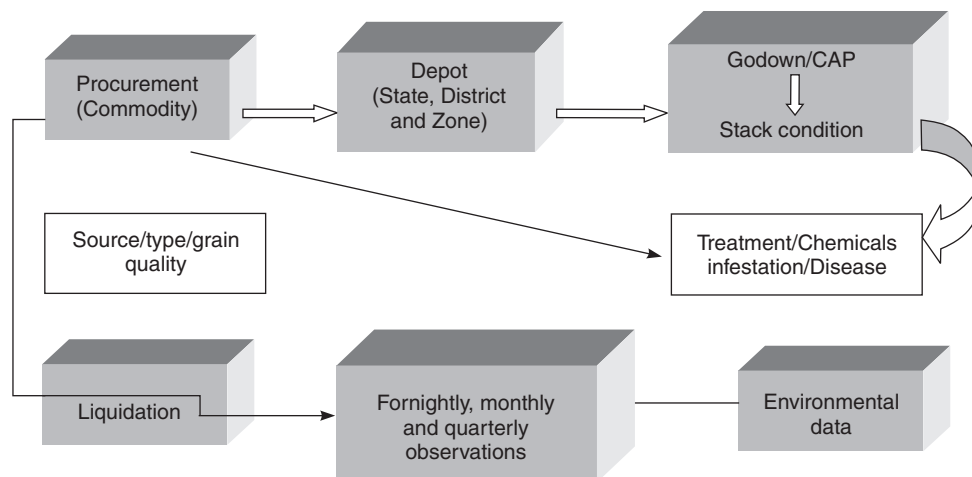 Procurement
(Commodity)
Depot
(State, District
and Zone)
Godown/CAP
Stack condition
Source/type/grain
quality
Treatment/Chemicals
infestation/Disease
Liquidation
Fornightly, monthly
and quarterly
observations
Environmental
data